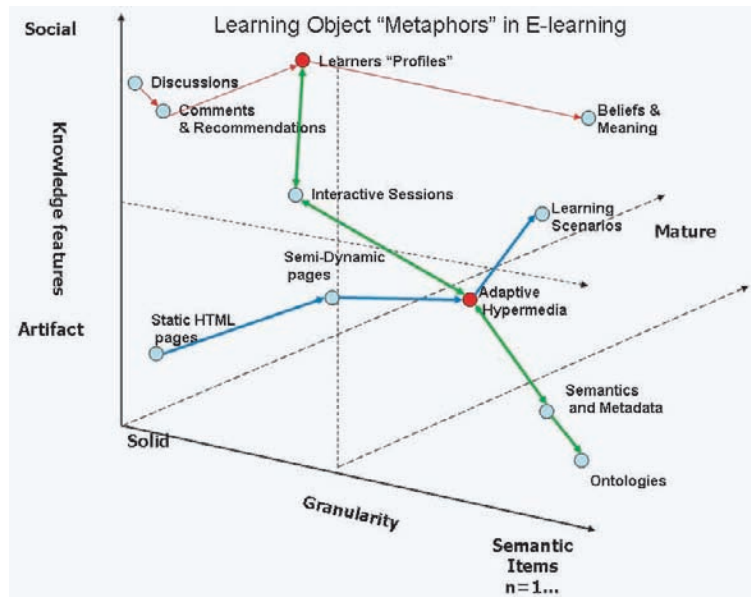 Social
Learning Object "Metaphors" in E-learning
Learners "Profiles"
Discussions
Comments
& Recommendations
Beliefs &
Meaning
Knowledge features
Interactive Sessions
Learning
Scenarios
Mature
Semi-Dynamic
pages
Adaptive
Hypermedia
Artifact
Static HTML
pages
Semantics
and Metadata
Solid
Ontologies
Granularity
Semantic
Items
n=1...